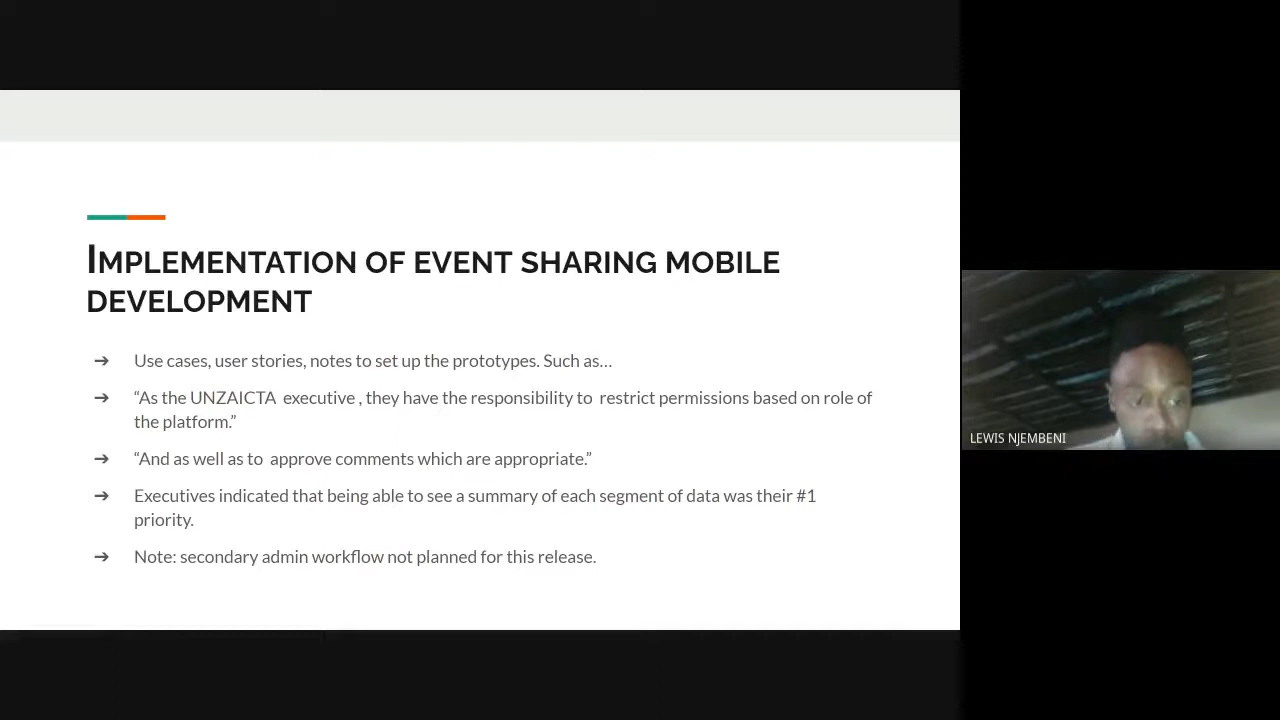 IMPLEMENTATION OF EVENT SHARING MOBILE
DEVELOPMENT
➔ Use cases, user stories, notes to set up the prototypes. Such as…
➔ “As the UNZAICTA executive , they have the responsibility to restrict permissions based on role of
the platform.”
➔ “And as well as to approve comments which are appropriate.”
➔ Executives indicated that being able to see a summary of each segment of data was their #1
priority.
➔ Note: secondary admin workflow not planned for this release.
LEWIS NJEMBENI